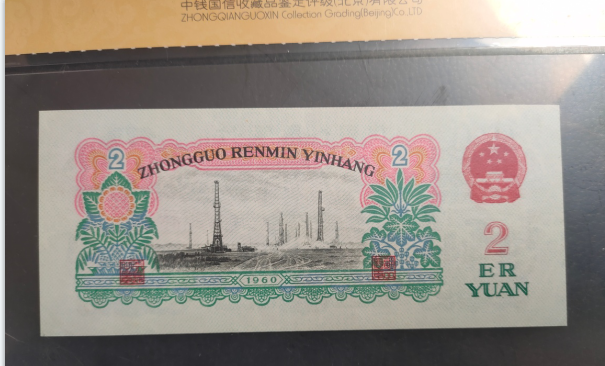 中钱国信收藏品鉴定评级(北京)有限公司
ZHONGQIANGUOXIN Collection Grading(Beijing)Co.,LTD
2 ZHONGGUO RENMIN YINHANG 2
2
ER
YUAN
1960